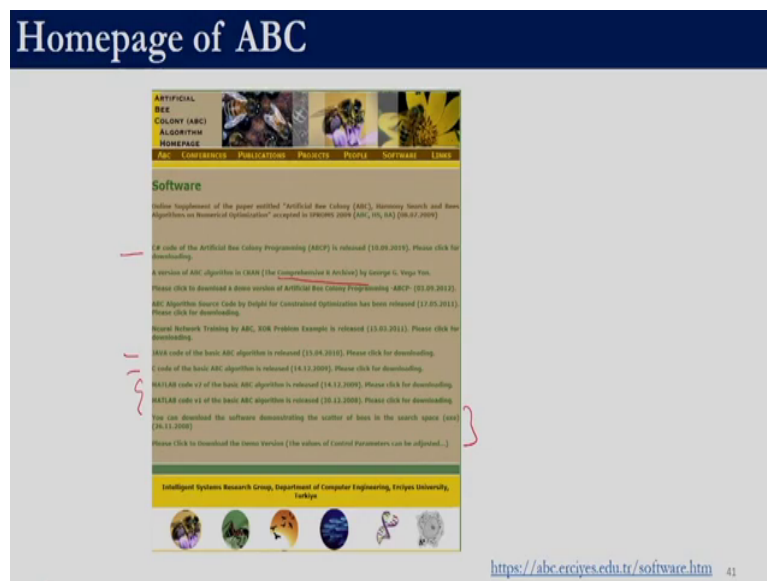 Homepage of ABC
ARTIFICIAL
BEE
COLONY (ABC)
ALGORITHM
HOMEPAGE
ABC CONFERENCES PUBLICATIONS PROJECTS PEOPLE SOFTWARE LINKS
Software
Online Supplement of the paper entitled "Artificial Bee Colony (ABC), Harmony Search and Bees
Algorithms on Numerical Optimization" accepted in IPROMS 2009 (ABC, HS, BA) (08.07.2009)
C# code of the Artificial Bee Colony Programming (ABCP) is released (10.09.2019). Please click for
downloading.
A version of ABC algorithm in CRAN (The Comprehensive R Archive) by George G. Vega Yon.
Please click to download a demo version of Artificial Bee Colony Programming -ABCP- (03.09.2012).
ABC Algorithm Source Code by Delphi for Constrained Optimization has been released (17.05.2011).
Please click for downloading.
Neural Network Training by ABC, XOR Problem Example is released (15.03.2011). Please click for
downloading.
JAVA code of the basic ABC algorithm is released (15.04.2010). Please click for downloading.
C code of the basic ABC algorithm is released (14.12.2009). Please click for downloading.
MATLAB code v2 of the basic ABC algorithm is released (14.12.2009). Please click for downloading.
MATLAB code v1 of the basic ABC algorithm is released (20.12.2008). Please click for downloading.
You can download the software demonstrating the scatter of bees in the search space (exe)
(26.11.2008)
Please Click to Download the Demo Version (The values of Control Parameters can be adjusted...)
Intelligent Systems Research Group, Department of Computer Engineering, Erciyes University,
Turkiye
https://abc.erciyes.edu.tr/software.htm 41